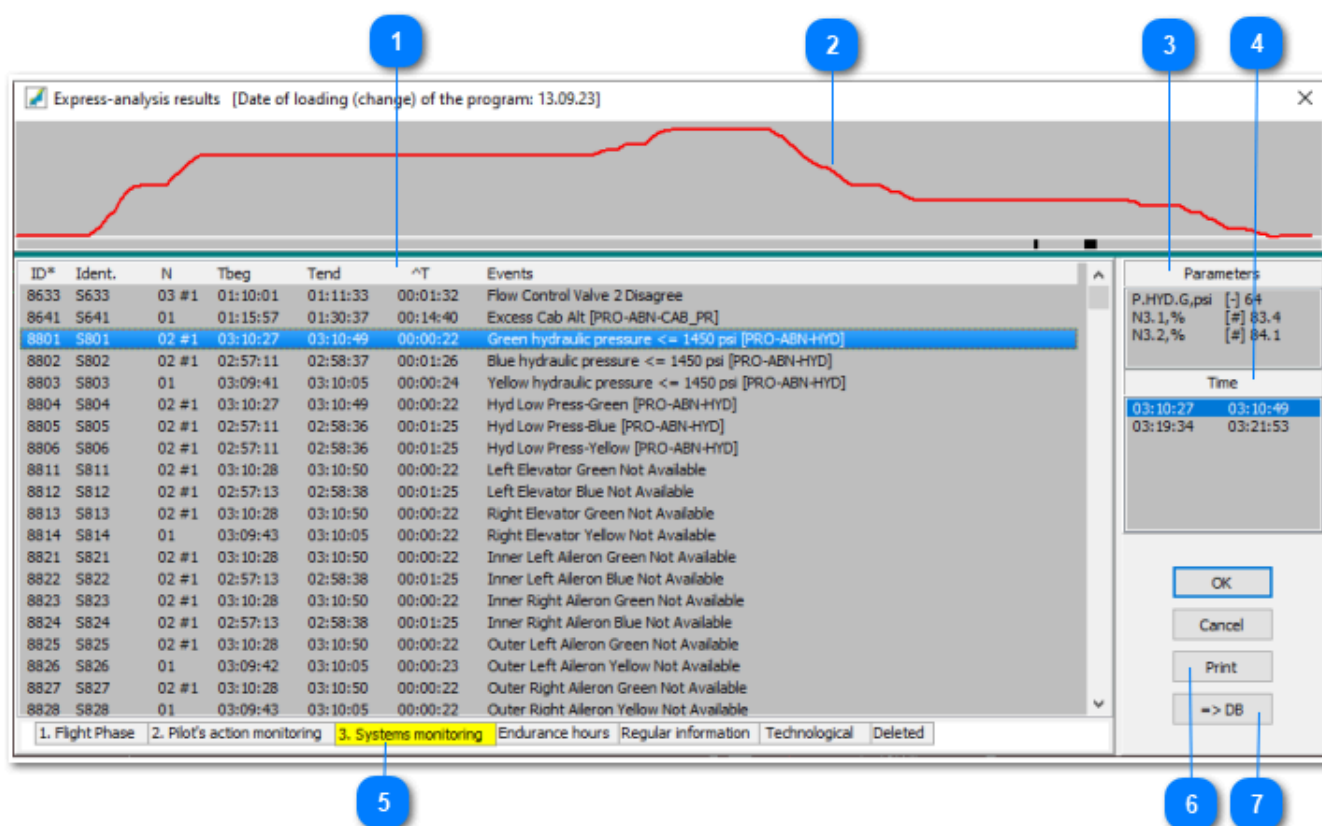 1 2 3 4
Express-analysis results [Date of loading (change) of the program: 13.09.23]
ID* Ident. N Tbeg Tend ^T Events
8633 S633 03 #1 01:10:01 01:11:33 00:01:32 Flow Control Valve 2 Disagree
8641 S641 01 01:15:57 01:30:37 00:14:40 Excess Cab Alt [PRO-ABN-CAB_PR]
8801 S801 02 #1 03:10:27 03:10:49 00:00:22 Green hydraulic pressure <= 1450 psi [PRO-ABN-HYD]
8802 S802 02 #1 02:57:11 02:58:37 00:01:26 Blue hydraulic pressure <= 1450 psi [PRO-ABN-HYD]
8803 S803 01 03:09:41 03:10:05 00:00:24 Yellow hydraulic pressure <= 1450 psi [PRO-ABN-HYD]
8804 S804 02 #1 03:10:27 03:10:49 00:00:22 Hyd Low Press-Green [PRO-ABN-HYD]
8805 S805 02 #1 02:57:11 02:58:36 00:01:25 Hyd Low Press-Blue [PRO-ABN-HYD]
8806 S806 02 #1 02:57:11 02:58:36 00:01:25 Hyd Low Press-Yellow [PRO-ABN-HYD]
8811 S811 02 #1 03:10:28 03:10:50 00:00:22 Left Elevator Green Not Available
8812 S812 02 #1 02:57:13 02:58:38 00:01:25 Left Elevator Blue Not Available
8813 S813 02 #1 03:10:28 03:10:50 00:00:22 Right Elevator Green Not Available
8814 S814 01 03:09:43 03:10:05 00:00:22 Right Elevator Yellow Not Available
8821 S821 02 #1 03:10:28 03:10:50 00:00:22 Inner Left Aileron Green Not Available
8822 S822 02 #1 02:57:13 02:58:38 00:01:25 Inner Left Aileron Blue Not Available
8823 S823 02 #1 03:10:28 03:10:50 00:00:22 Inner Right Aileron Green Not Available
8824 S824 02 #1 02:57:13 02:58:38 00:01:25 Inner Right Aileron Blue Not Available
8825 S825 02 #1 03:10:28 03:10:50 00:00:22 Outer Left Aileron Green Not Available
8826 S826 01 03:09:42 03:10:05 00:00:23 Outer Left Aileron Yellow Not Available
8827 S827 02 #1 03:10:28 03:10:50 00:00:22 Outer Right Aileron Green Not Available
8828 S828 01 03:09:43 03:10:05 00:00:22 Outer Right Aileron Yellow Not Available
1. Flight Phase 2. Pilot's action monitoring 3. Systems monitoring Endurance hours Regular information Technological Deleted
Parameters
P.HYD.G,psi [-] 64
N3.1,% [#] 83.4
N3.2,% [#] 84.1
Time
03:10:27 03:10:49
03:19:34 03:21:53
OK
Cancel
Print
=> DB
5 6 7